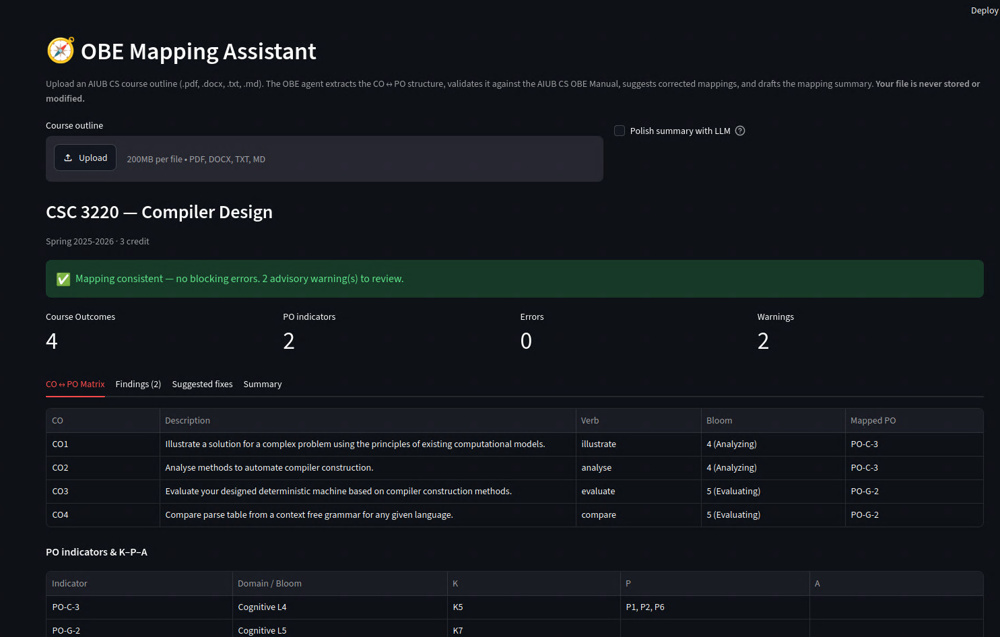 Deploy
OBE Mapping Assistant
Upload an AIUB CS course outline (.pdf, .docx, .txt, .md). The OBE agent extracts the CO↔PO structure, validates it against the AIUB CS OBE Manual, suggests corrected mappings, and drafts the mapping summary. Your file is never stored or
modified.
Course outline
Polish summary with LLM
Upload 200MB per file • PDF, DOCX, TXT, MD
CSC 3220 — Compiler Design
Spring 2025-2026 · 3 credit
Mapping consistent — no blocking errors. 2 advisory warning(s) to review.
Course Outcomes PO indicators Errors Warnings
4 2 0 2
CO↔PO Matrix Findings (2) Suggested fixes Summary
CO Description Verb Bloom Mapped PO
CO1 Illustrate a solution for a complex problem using the principles of existing computational models. illustrate 4 (Analyzing) PO-C-3
CO2 Analyse methods to automate compiler construction. analyse 4 (Analyzing) PO-C-3
CO3 Evaluate your designed deterministic machine based on compiler construction methods. evaluate 5 (Evaluating) PO-G-2
CO4 Compare parse table from a context free grammar for any given language. compare 5 (Evaluating) PO-G-2
PO indicators & K–P–A
Indicator Domain / Bloom K P A
PO-C-3 Cognitive L4 K5 P1, P2, P6
PO-G-2 Cognitive L5 K7